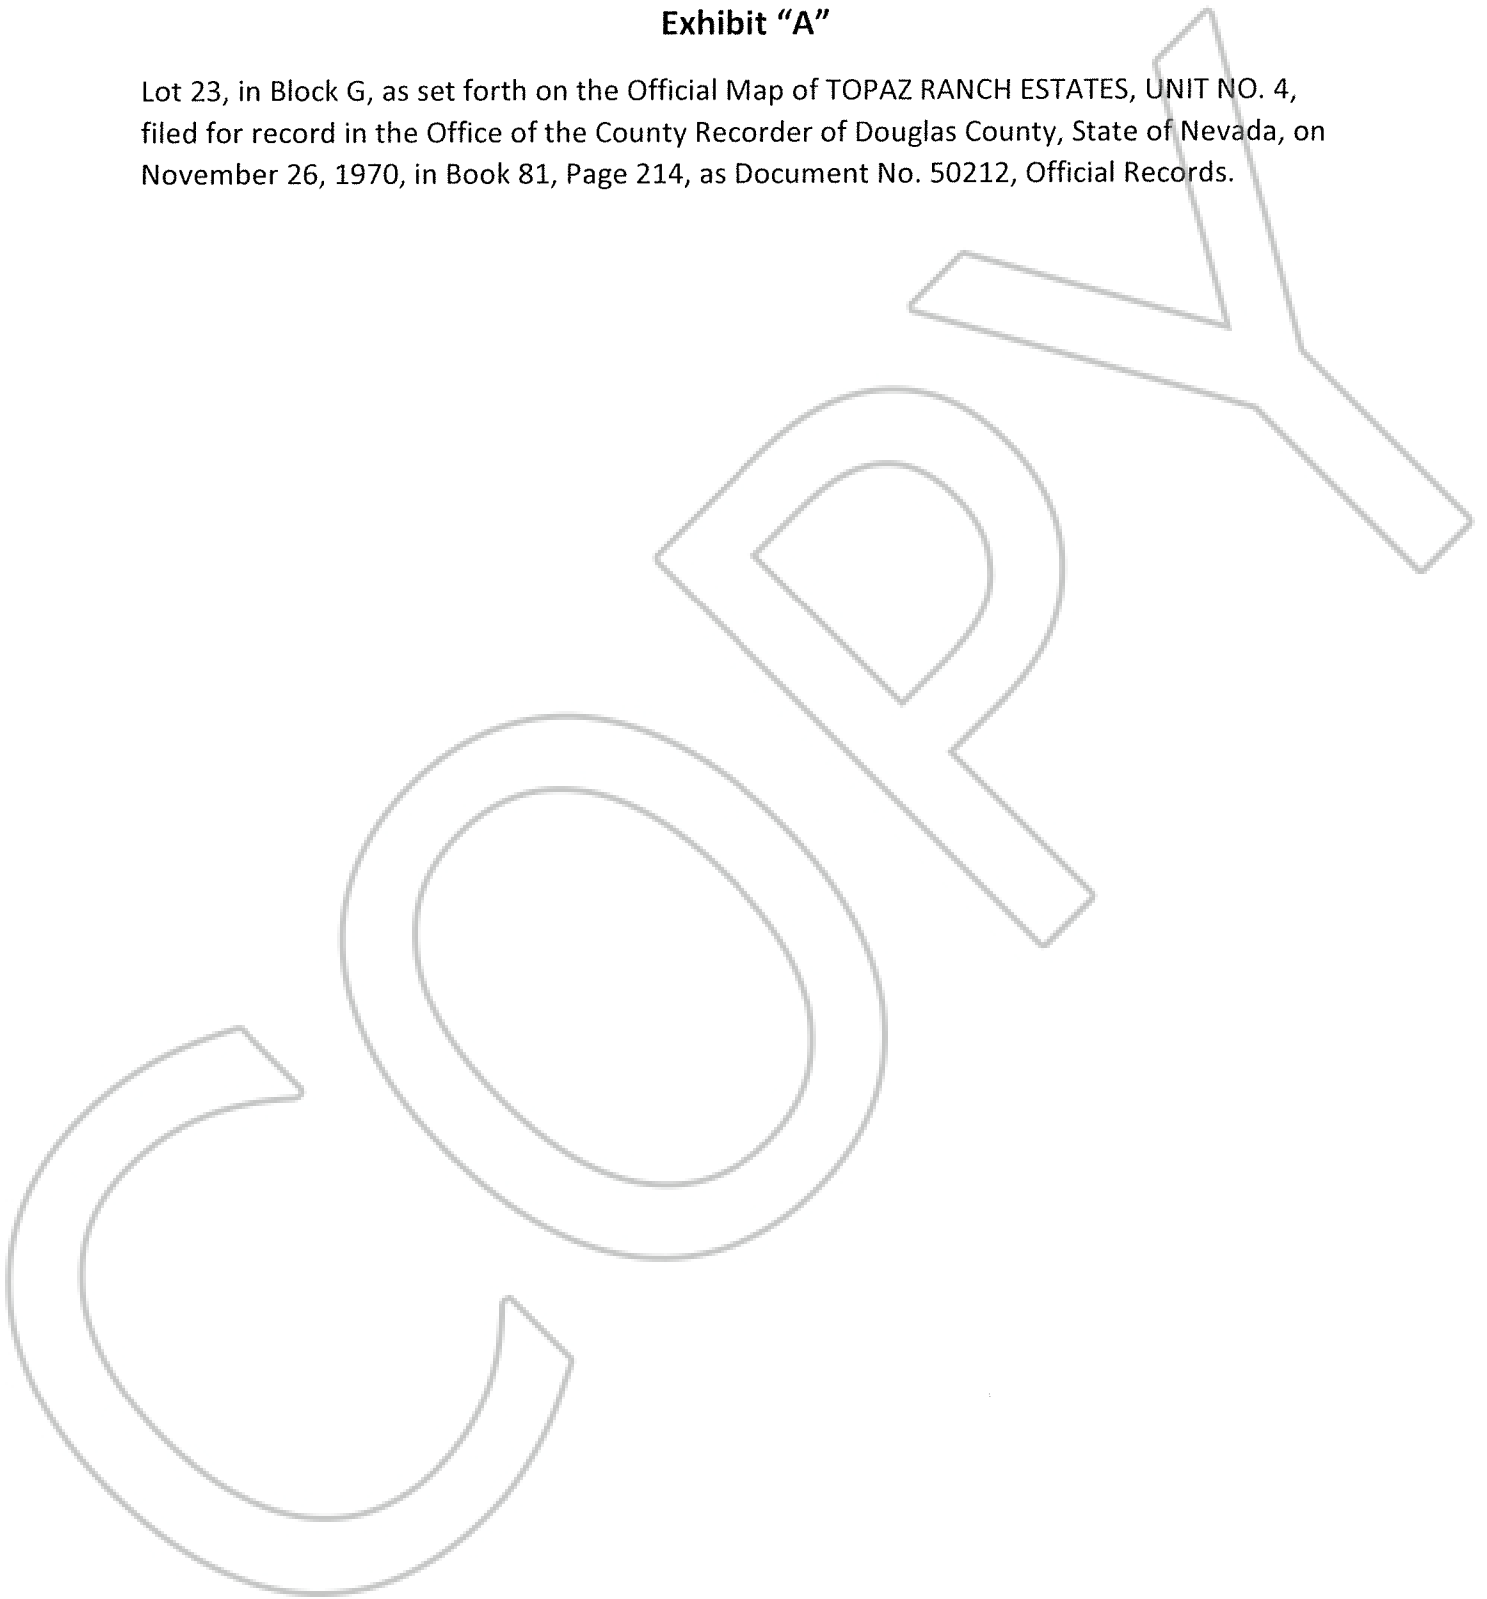 Exhibit “A”
Lot 23, in Block G, as set forth on the Official Map of TOPAZ RANCH ESTATES, UNIT NO. 4,
filed for record in the Office of the County Recorder of Douglas County, State of Nevada, on
November 26, 1970, in Book 81, Page 214, as Document No. 50212, Official Records.
COPY